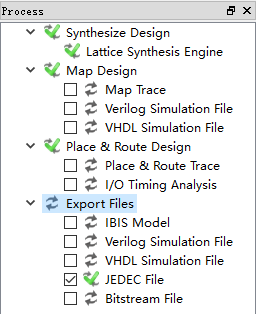 Process
Synthesize Design
Lattice Synthesis Engine
Map Design
Map Trace
Verilog Simulation File
VHDL Simulation File
Place & Route Design
Place & Route Trace
I/O Timing Analysis
Export Files
IBIS Model
Verilog Simulation File
VHDL Simulation File
JEDEC File
Bitstream File